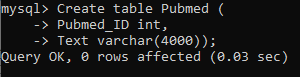 mysql> Create table Pubmed (
    -> Pubmed_ID int,
    -> Text varchar(4000));
Query OK, 0 rows affected (0.03 sec)